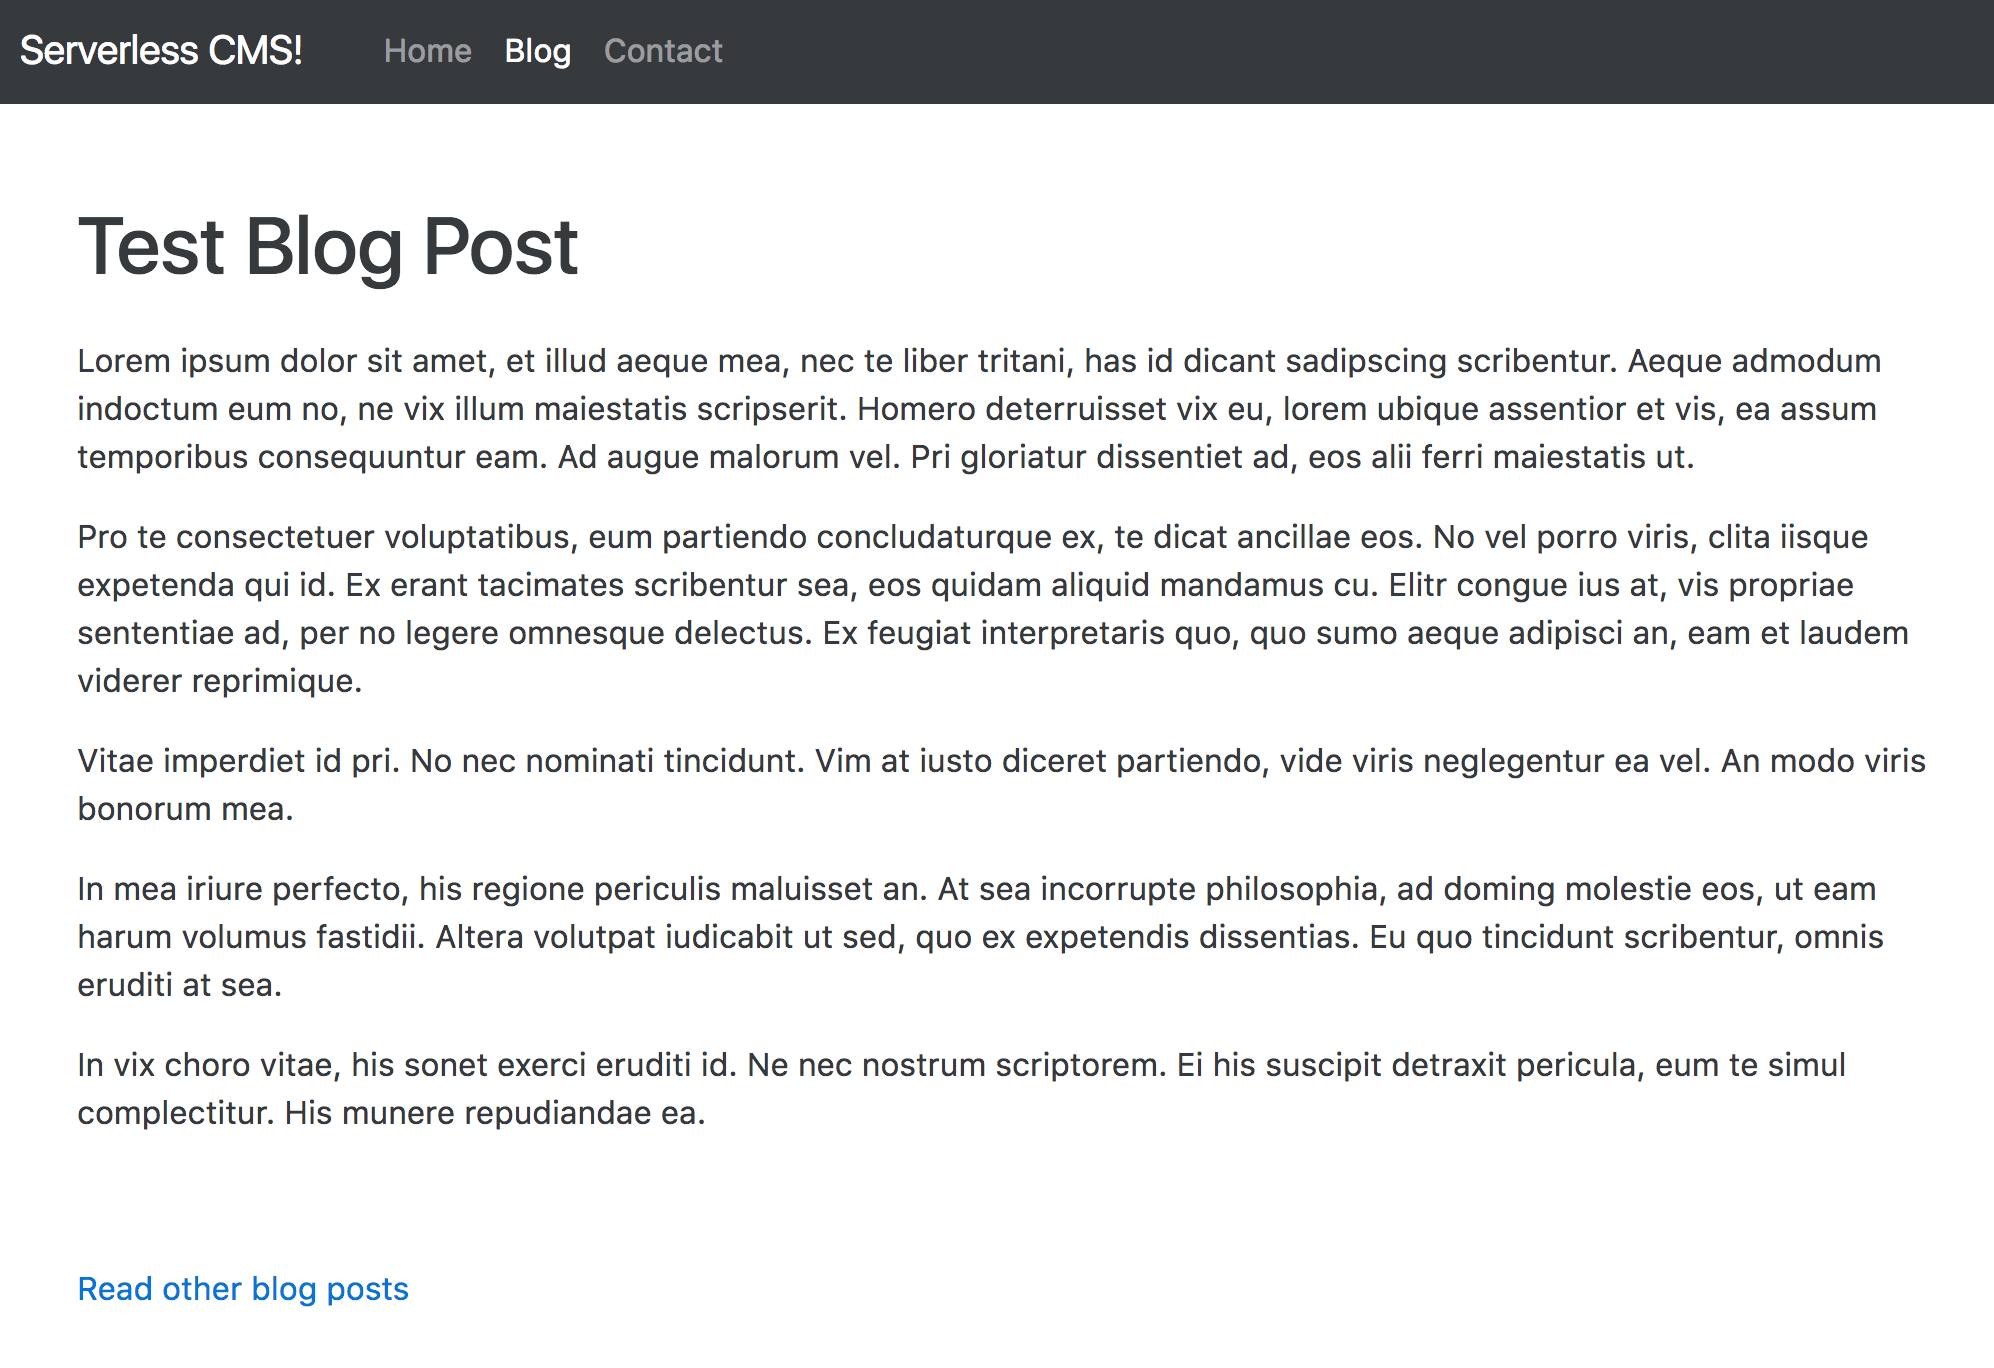 Serverless CMS! Home Blog Contact
Test Blog Post
Lorem ipsum dolor sit amet, et illud aeque mea, nec te liber tritani, has id dicant sadipscing scribentur. Aeque admodum
indoctum eum no, ne vix illum maiestatis scripserit. Homero deterruisset vix eu, lorem ubique assentior et vis, ea assum
temporibus consequuntur eam. Ad augue malorum vel. Pri gloriatur dissentiet ad, eos alii ferri maiestatis ut.
Pro te consectetuer voluptatibus, eum partiendo concludaturque ex, te dicat ancillae eos. No vel porro viris, clita iisque
expetenda qui id. Ex erant tacimates scribentur sea, eos quidam aliquid mandamus cu. Elitr congue ius at, vis propriae
sententiae ad, per no legere omnesque delectus. Ex feugiat interpretaris quo, quo sumo aeque adipisci an, eam et laudem
viderer reprimique.
Vitae imperdiet id pri. No nec nominati tincidunt. Vim at iusto diceret partiendo, vide viris neglegentur ea vel. An modo viris
bonorum mea.
In mea iriure perfecto, his regione periculis maluisset an. At sea incorrupte philosophia, ad doming molestie eos, ut eam
harum volumus fastidii. Altera volutpat iudicabit ut sed, quo ex expetendis dissentias. Eu quo tincidunt scribentur, omnis
eruditi at sea.
In vix choro vitae, his sonet exerci eruditi id. Ne nec nostrum scriptorem. Ei his suscipit detraxit pericula, eum te simul
complectitur. His munere repudiandae ea.
Read other blog posts